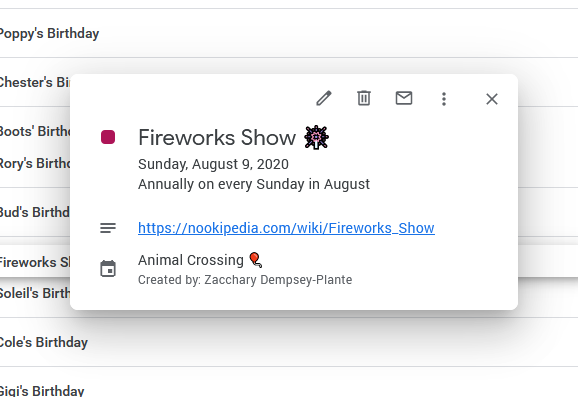 Poppy's Birthday
Chester's Bi
Boots' Birth
Rory's Birth
Bud's Birthd
Fireworks S
Soleil's Birth
Cole's Birthday
Gigi's Birthday
Fireworks Show
Sunday, August 9, 2020
Annually on every Sunday in August
https://nookipedia.com/wiki/Fireworks_Show
Animal Crossing
Created by: Zacchary Dempsey-Plante